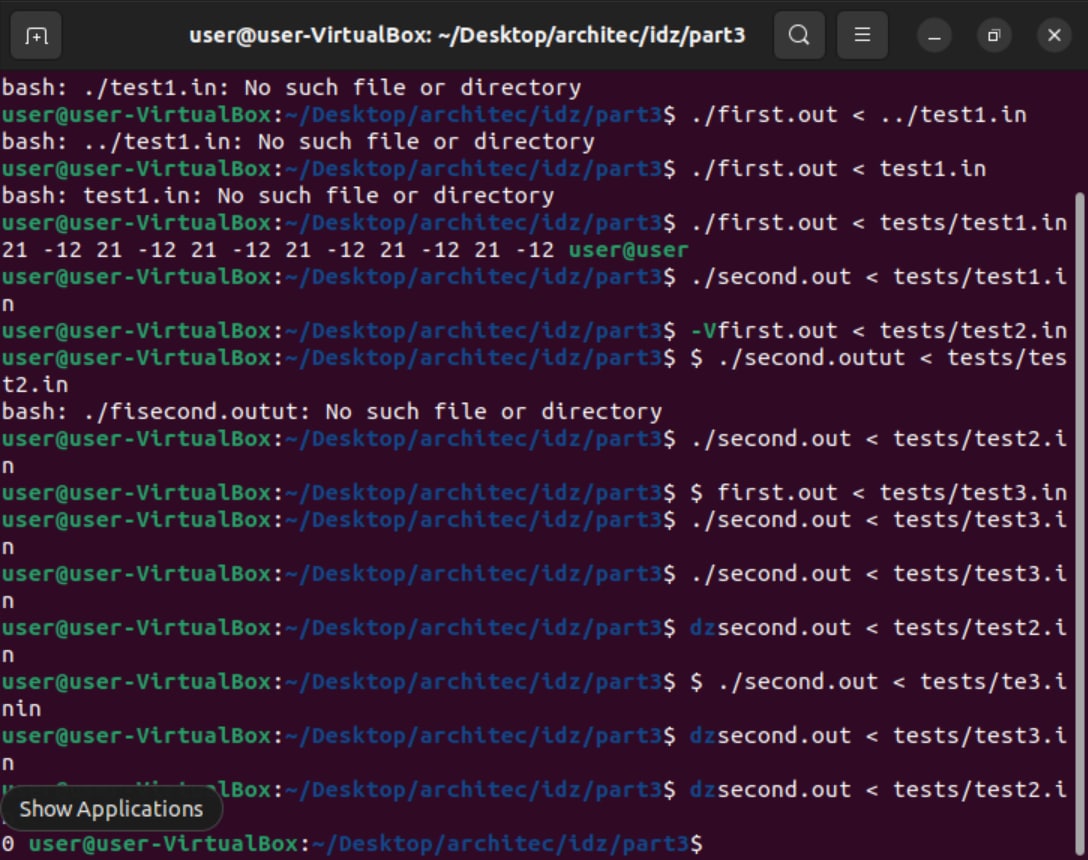 user@user-VirtualBox: ~/Desktop/architec/idz/part3
bash: ./test1.in: No such file or directory
user@user-VirtualBox:~/Desktop/architec/idz/part3$ ./first.out < ../test1.in
bash: ../test1.in: No such file or directory
user@user-VirtualBox:~/Desktop/architec/idz/part3$ ./first.out < test1.in
bash: test1.in: No such file or directory
user@user-VirtualBox:~/Desktop/architec/idz/part3$ ./first.out < tests/test1.in
21 -12 21 -12 21 -12 21 -12 21 -12 21 -12 user@user
user@user-VirtualBox:~/Desktop/architec/idz/part3$ ./second.out < tests/test1.i
n
user@user-VirtualBox:~/Desktop/architec/idz/part3$ -Vfirst.out < tests/test2.in
user@user-VirtualBox:~/Desktop/architec/idz/part3$ $ ./second.outut < tests/tes
t2.in
bash: ./fisecond.outut: No such file or directory
user@user-VirtualBox:~/Desktop/architec/idz/part3$ ./second.out < tests/test2.i
n
user@user-VirtualBox:~/Desktop/architec/idz/part3$ $ first.out < tests/test3.in
user@user-VirtualBox:~/Desktop/architec/idz/part3$ ./second.out < tests/test3.i
n
user@user-VirtualBox:~/Desktop/architec/idz/part3$ ./second.out < tests/test3.i
n
user@user-VirtualBox:~/Desktop/architec/idz/part3$ dzsecond.out < tests/test2.i
n
user@user-VirtualBox:~/Desktop/architec/idz/part3$ $ ./second.out < tests/te3.i
nin
user@user-VirtualBox:~/Desktop/architec/idz/part3$ dzsecond.out < tests/test3.i
n
lBox:~/Desktop/architec/idz/part3$ dzsecond.out < tests/test2.i
Show Applications
0 user@user-VirtualBox:~/Desktop/architec/idz/part3$